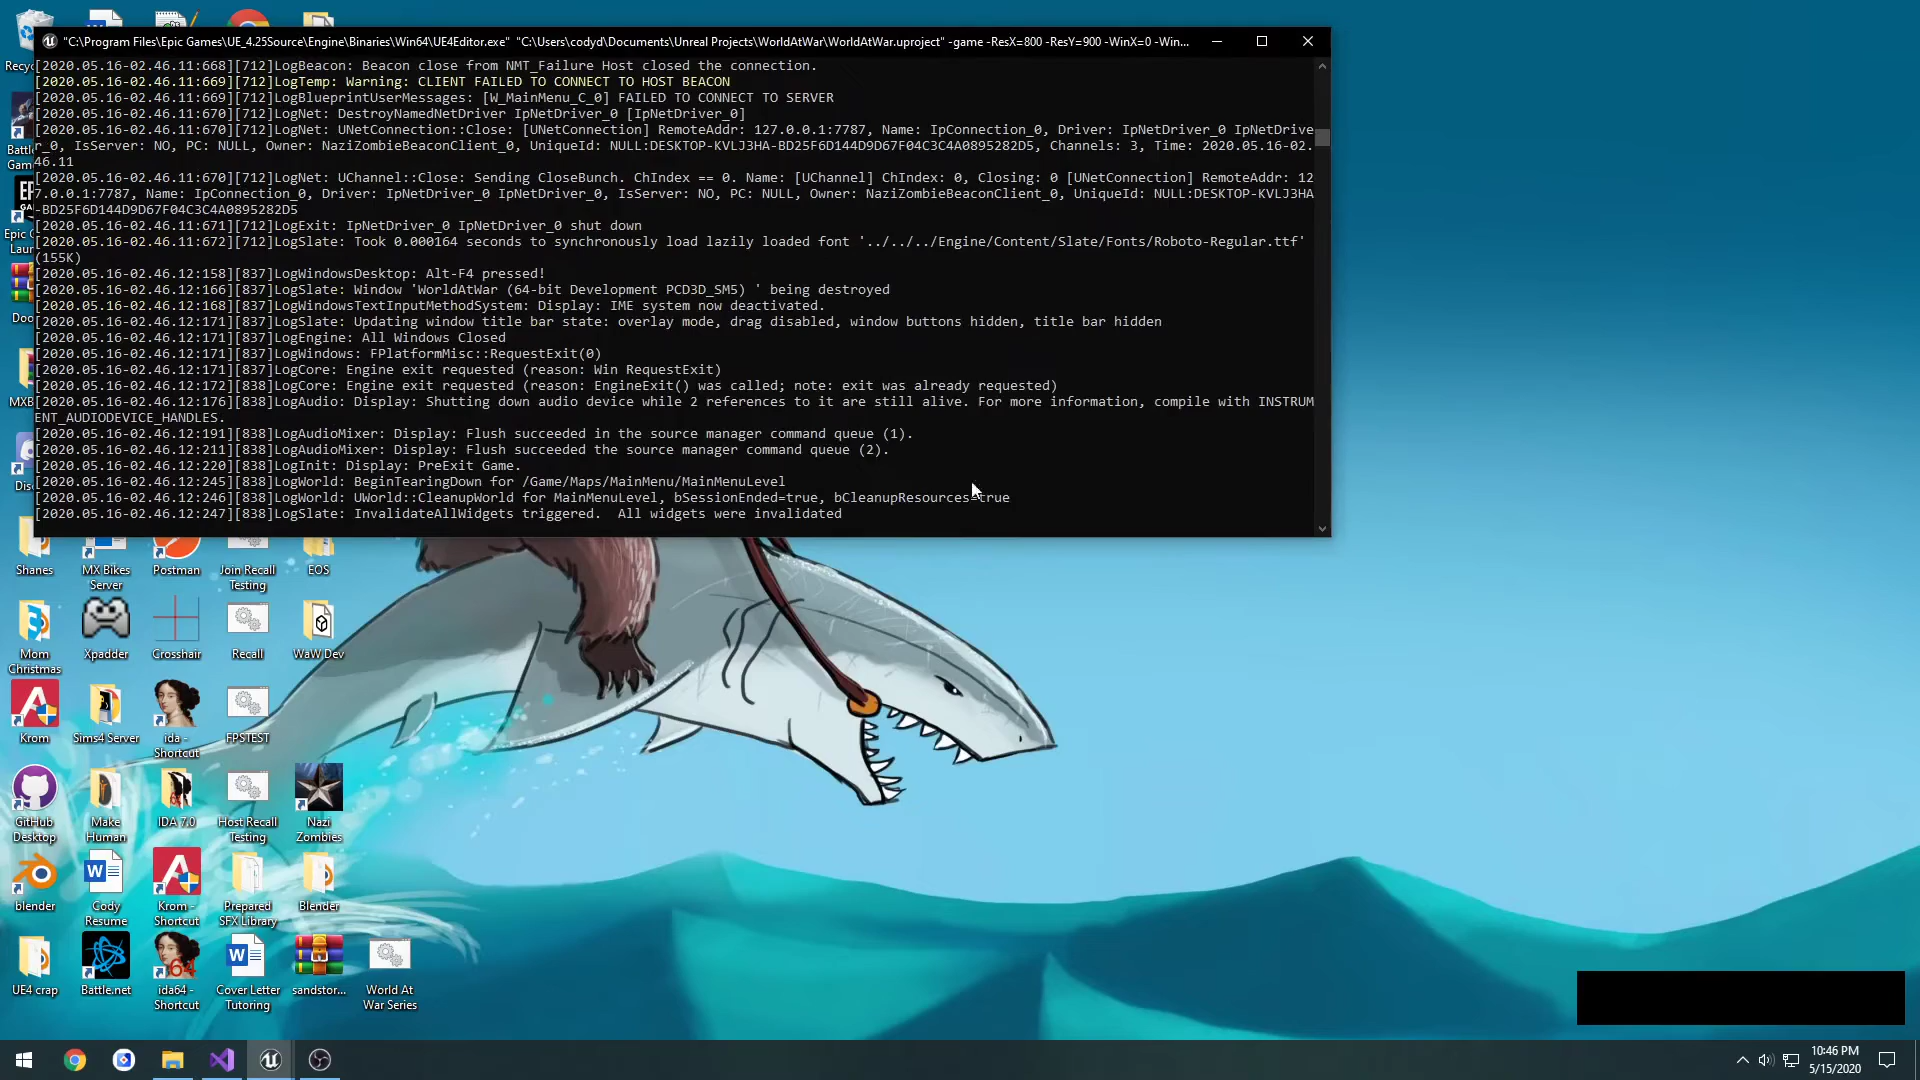 "C:\Program Files\Epic Games\UE_4.25Source\Engine\Binaries\Win64\UE4Editor.exe" "C:\Users\codyd\Documents\Unreal Projects\WorldAtWar\WorldAtWar.uproject" -game -ResX=800 -ResY=900 -WinX=0 -Win...
[2020.05.16-02.46.11:668][712]LogBeacon: Beacon close from NMT_Failure Host closed the connection.
[2020.05.16-02.46.11:669][712]LogTemp: Warning: CLIENT FAILED TO CONNECT TO HOST BEACON
[2020.05.16-02.46.11:669][712]LogBlueprintUserMessages: [W_MainMenu_C_0] FAILED TO CONNECT TO SERVER
[2020.05.16-02.46.11:670][712]LogNet: DestroyNamedNetDriver IpNetDriver_0 [IpNetDriver_0]
[2020.05.16-02.46.11:670][712]LogNet: UNetConnection::Close: [UNetConnection] RemoteAddr: 127.0.0.1:7787, Name: IpConnection_0, Driver: IpNetDriver_0 IpNetDrive
r_0, IsServer: NO, PC: NULL, Owner: NaziZombieBeaconClient_0, UniqueId: NULL:DESKTOP-KVLJ3HA-BD25F6D144D9D67F04C3C4A0895282D5, Channels: 3, Time: 2020.05.16-02.
46.11
[2020.05.16-02.46.11:670][712]LogNet: UChannel::Close: Sending CloseBunch. ChIndex == 0. Name: [UChannel] ChIndex: 0, Closing: 0 [UNetConnection] RemoteAddr: 12
7.0.0.1:7787, Name: IpConnection_0, Driver: IpNetDriver_0 IpNetDriver_0, IsServer: NO, PC: NULL, Owner: NaziZombieBeaconClient_0, UniqueId: NULL:DESKTOP-KVLJ3HA
-BD25F6D144D9D67F04C3C4A0895282D5
[2020.05.16-02.46.11:671][712]LogExit: IpNetDriver_0 IpNetDriver_0 shut down
[2020.05.16-02.46.11:672][712]LogSlate: Took 0.000164 seconds to synchronously load lazily loaded font '../../../Engine/Content/Slate/Fonts/Roboto-Regular.ttf'
(155K)
[2020.05.16-02.46.12:158][837]LogWindowsDesktop: Alt-F4 pressed!
[2020.05.16-02.46.12:166][837]LogSlate: Window 'WorldAtWar (64-bit Development PCD3D_SM5) ' being destroyed
[2020.05.16-02.46.12:168][837]LogWindowsTextInputMethodSystem: Display: IME system now deactivated.
[2020.05.16-02.46.12:171][837]LogSlate: Updating window title bar state: overlay mode, drag disabled, window buttons hidden, title bar hidden
[2020.05.16-02.46.12:171][837]LogEngine: All Windows Closed
[2020.05.16-02.46.12:171][837]LogWindows: FPlatformMisc::RequestExit(0)
[2020.05.16-02.46.12:171][837]LogCore: Engine exit requested (reason: Win RequestExit)
[2020.05.16-02.46.12:172][838]LogCore: Engine exit requested (reason: EngineExit() was called; note: exit was already requested)
[2020.05.16-02.46.12:176][838]LogAudio: Display: Shutting down audio device while 2 references to it are still alive. For more information, compile with INSTRUM
ENT_AUDIODEVICE_HANDLES.
[2020.05.16-02.46.12:191][838]LogAudioMixer: Display: Flush succeeded in the source manager command queue (1).
[2020.05.16-02.46.12:211][838]LogAudioMixer: Display: Flush succeeded the source manager command queue (2).
[2020.05.16-02.46.12:220][838]LogInit: Display: PreExit Game.
[2020.05.16-02.46.12:245][838]LogWorld: BeginTearingDown for /Game/Maps/MainMenu/MainMenuLevel
[2020.05.16-02.46.12:246][838]LogWorld: UWorld::CleanupWorld for MainMenuLevel, bSessionEnded=true, bCleanupResources=true
[2020.05.16-02.46.12:247][838]LogSlate: InvalidateAllWidgets triggered.  All widgets were invalidated
Recyc
Battl
Gam
EPI
GA
Epic G
Laun
Doo
MXB
Dis
Shanes
MX Bikes
Server
Postman
Join Recall
Testing
EOS
Mom
Christmas
Xpadder
Crosshair
Recall
WaW Dev
Krom
Sims4 Server
ida -
Shortcut
FPSTEST
GitHub
Desktop
Make
Human
IDA 7.0
Host Recall
Testing
Nazi
Zombies
blender
Cody
Resume
Krom -
Shortcut
Prepared
SFX Library
Blender
UE4 crap
Battle.net
64
ida64 -
Shortcut
Cover Letter
Tutoring
sandstor...
World At
War Series
10:46 PM
5/15/2020